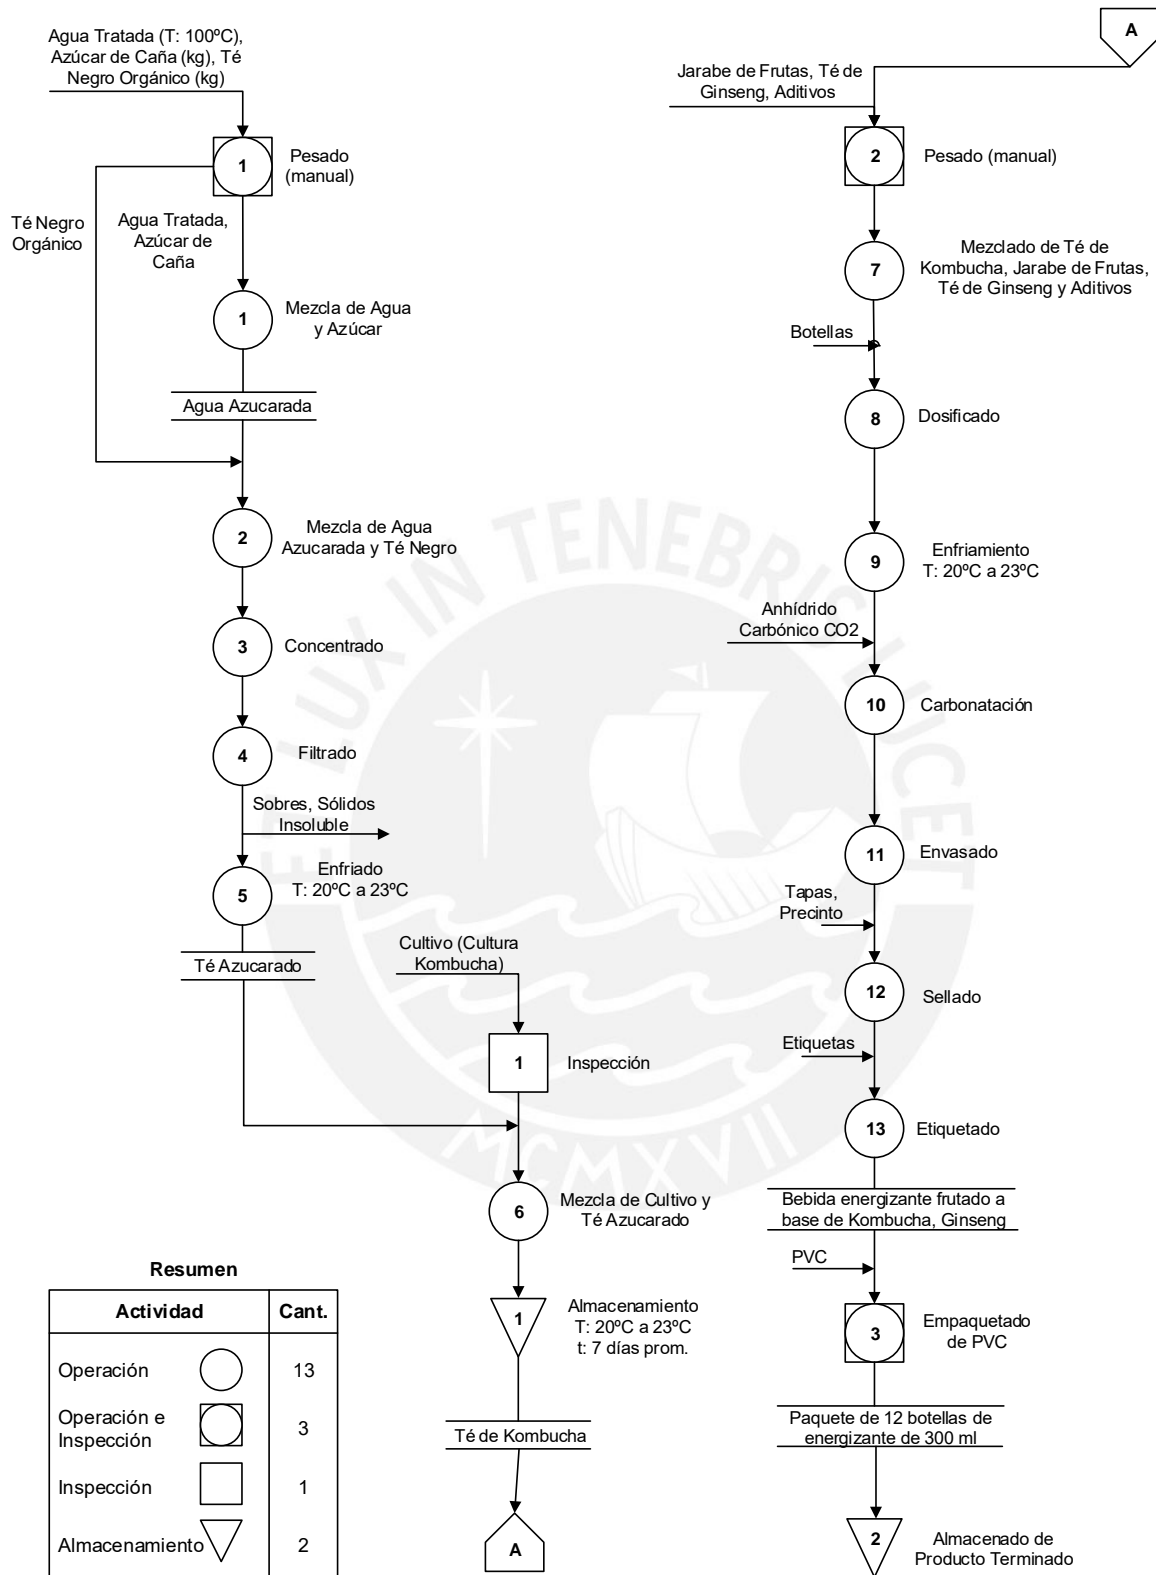 Agua Tratada (T: 100ºC),
Azúcar de Caña (kg), Té
Negro Orgánico (kg)
1
Pesado
(manual)
Té Negro
Orgánico
Agua Tratada,
Azúcar de
Caña
1
Mezcla de Agua
y Azúcar
Agua Azucarada
2
Mezcla de Agua
Azucarada y Té Negro
3
Concentrado
4
Filtrado
Sobres, Sólidos
Insoluble
5
Enfriado
T: 20ºC a 23ºC
Té Azucarado
Cultivo (Cultura
Kombucha)
1
Inspección
6
Mezcla de Cultivo y
Té Azucarado
1
Almacenamiento
T: 20ºC a 23ºC
t: 7 días prom.
Té de Kombucha
A
A
Jarabe de Frutas, Té de
Ginseng, Aditivos
2
Pesado (manual)
7
Mezclado de Té de
Kombucha, Jarabe de Frutas,
Té de Ginseng y Aditivos
Botellas
8
Dosificado
9
Enfriamiento
T: 20ºC a 23ºC
Anhídrido
Carbónico CO2
10
Carbonatación
11
Envasado
Tapas,
Precinto
12
Sellado
Etiquetas
13
Etiquetado
Bebida energizante frutado a
base de Kombucha, Ginseng
PVC
3
Empaquetado
de PVC
Paquete de 12 botellas de
energizante de 300 ml
2
Almacenado de
Producto Terminado
Resumen
Actividad Cant.
Operación 13
Operación e
Inspección 3
Inspección 1
Almacenamiento 2
ET LUX IN TENEBRIS LUCET
MCMXVII